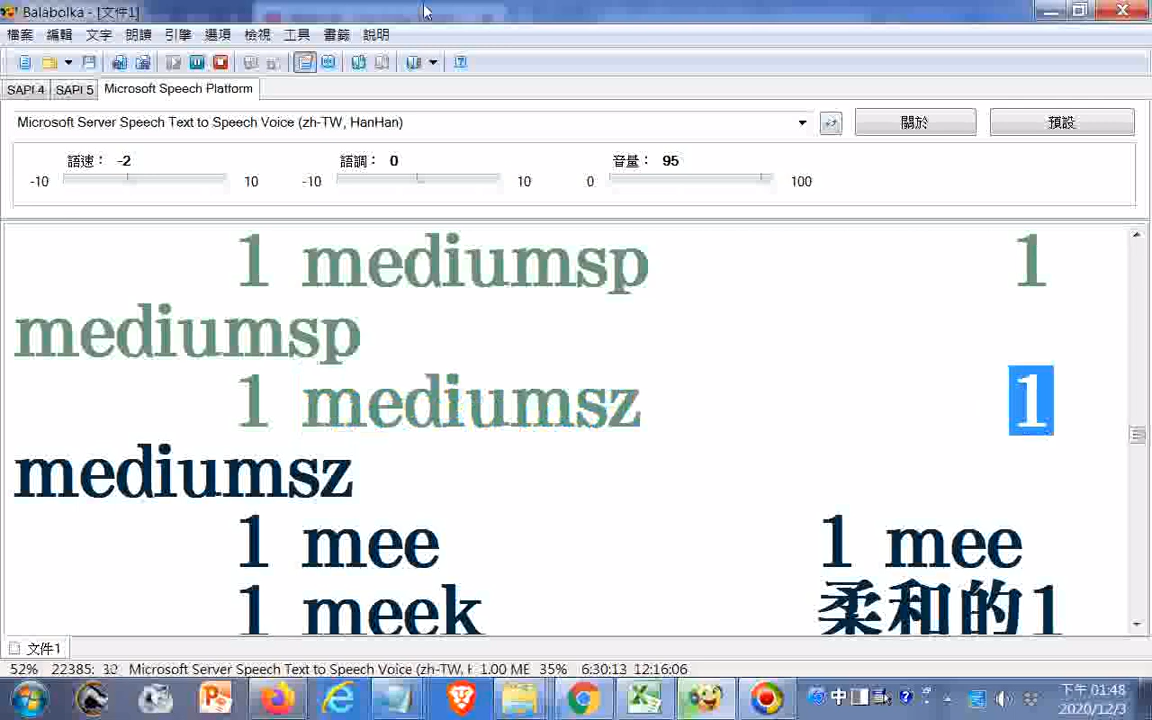 Balabolka - [文件1]
檔案 編輯 文字 朗讀 引擎 選項 檢視 工具 書籤 說明
SAPI 4 SAPI 5 Microsoft Speech Platform
Microsoft Server Speech Text to Speech Voice (zh-TW, HanHan) 關於 預設
語速： -2 語調： 0 音量： 95
-10 10 -10 10 0 100
1 mediumsp 1
mediumsp
1 mediumsz 1
mediumsz
1 mee 1 mee
1 meek 柔和的1
文件1
52% 22385: Microsoft Server Speech Text to Speech Voice (zh-TW, 1.00 ME 35% 6:30:13 12:16:06
中 下午 01:48
2020/12/3